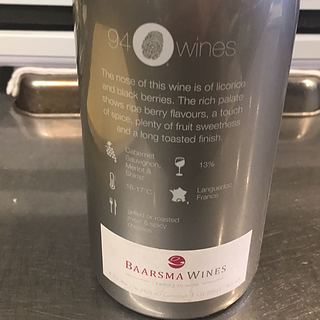 94 wines
The nose of this wine is of licorice
and black berries. The rich palate
shows ripe berry flavours, a touch
of spice, plenty of fruit sweetness
and a long toasted finish.
Cabernet
Sauvignon,
Merlot &
Shiraz
13%
16-17°C
Languedoc
France
grilled or roasted
meat & spicy
BAARSMA WINES